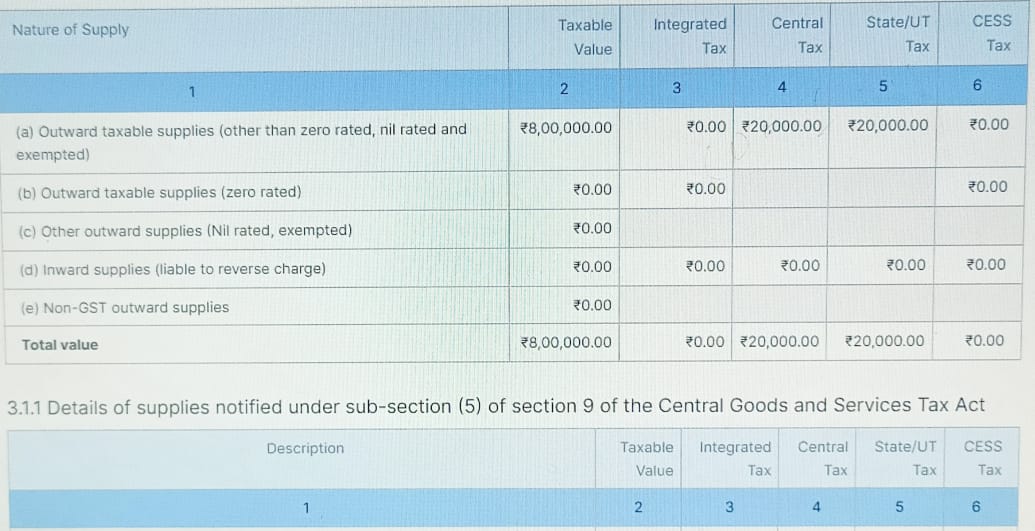 Nature of Supply Taxable Value Integrated Tax Central Tax State/UT Tax CESS Tax
1 2 3 4 5 6
(a) Outward taxable supplies (other than zero rated, nil rated and exempted) ₹8,00,000.00 ₹0.00 ₹20,000.00 ₹20,000.00 ₹0.00
(b) Outward taxable supplies (zero rated) ₹0.00 ₹0.00 ₹0.00
(c) Other outward supplies (Nil rated, exempted) ₹0.00
(d) Inward supplies (liable to reverse charge) ₹0.00 ₹0.00 ₹0.00 ₹0.00 ₹0.00
(e) Non-GST outward supplies ₹0.00
Total value ₹8,00,000.00 ₹0.00 ₹20,000.00 ₹20,000.00 ₹0.00
3.1.1 Details of supplies notified under sub-section (5) of section 9 of the Central Goods and Services Tax Act
Description Taxable Value Integrated Tax Central Tax State/UT Tax CESS Tax
1 2 3 4 5 6